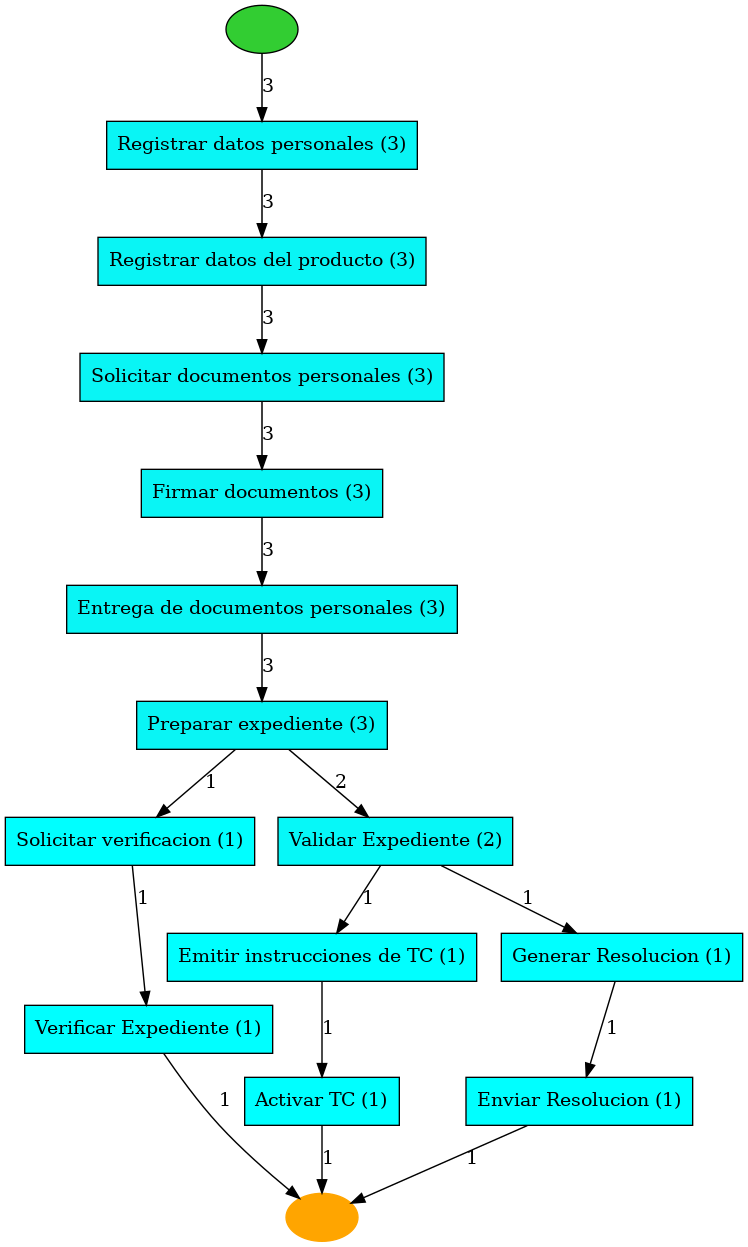 3
Registrar datos personales (3)
3
Registrar datos del producto (3)
3
Solicitar documentos personales (3)
3
Firmar documentos (3)
3
Entrega de documentos personales (3)
3
Preparar expediente (3)
1
2
Solicitar verificacion (1)
Validar Expediente (2)
1
1
1
Emitir instrucciones de TC (1)
Generar Resolucion (1)
Verificar Expediente (1)
1
1
1
Activar TC (1)
Enviar Resolucion (1)
1
1